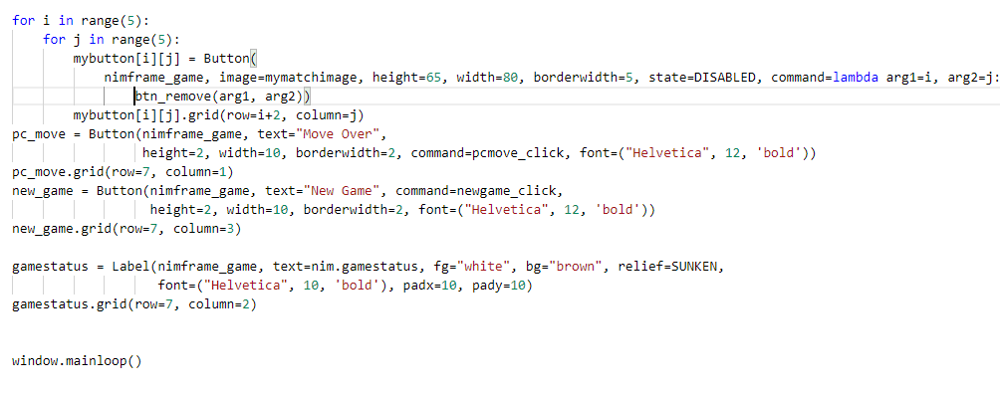 for i in range(5):
    for j in range(5):
        mybutton[i][j] = Button(
            nimframe_game, image=mymatchimage, height=65, width=80, borderwidth=5, state=DISABLED, command=lambda arg1=i, arg2=j:
                btn_remove(arg1, arg2))
        mybutton[i][j].grid(row=i+2, column=j)
pc_move = Button(nimframe_game, text="Move Over",
                 height=2, width=10, borderwidth=2, command=pcmove_click, font=("Helvetica", 12, 'bold'))
pc_move.grid(row=7, column=1)
new_game = Button(nimframe_game, text="New Game", command=newgame_click,
                  height=2, width=10, borderwidth=2, font=("Helvetica", 12, 'bold'))
new_game.grid(row=7, column=3)

gamestatus = Label(nimframe_game, text=nim.gamestatus, fg="white", bg="brown", relief=SUNKEN,
                   font=("Helvetica", 10, 'bold'), padx=10, pady=10)
gamestatus.grid(row=7, column=2)


window.mainloop()